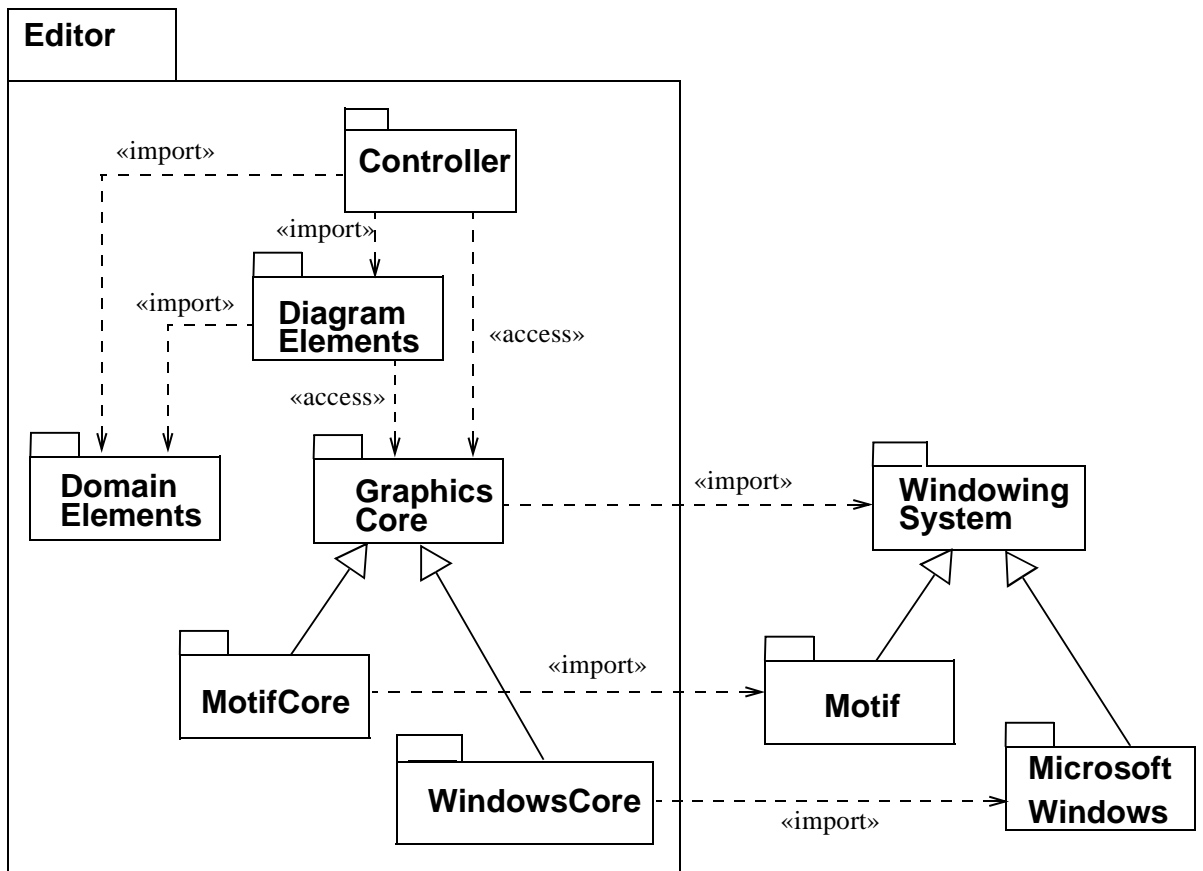 Editor
Controller
«import»
«import»
Diagram
Elements
«import»
«access»
«access»
Domain
Elements
Graphics
Core
«import»
Windowing
System
MotifCore
«import»
Motif
WindowsCore
«import»
Microsoft
Windows